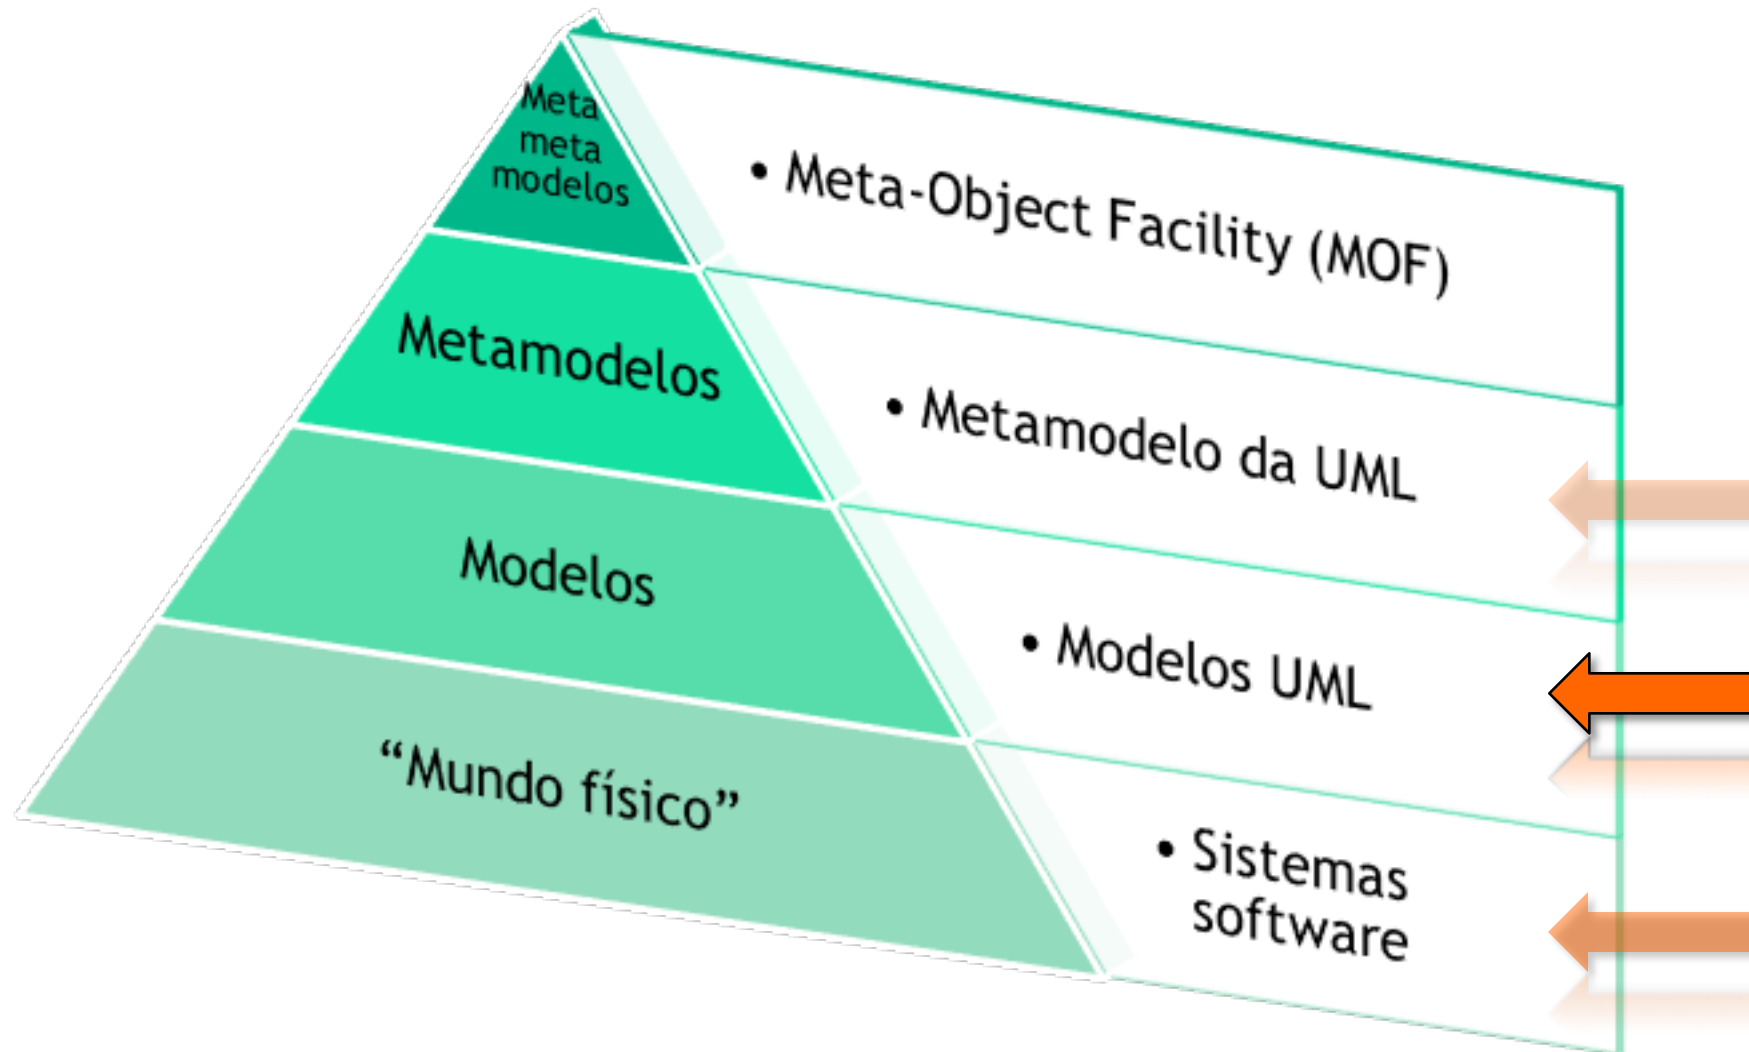 Meta
meta
modelos
• Meta-Object Facility (MOF)
Metamodelos
• Metamodelo da UML
Modelos
• Modelos UML
“Mundo físico”
• Sistemas
software